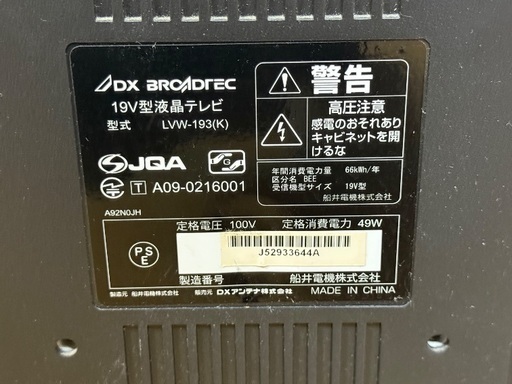 DX BROADTEC
19V型液晶テレビ
型式 LVW-193(K)
JQA
T A09-0216001
A92N0JH
警告
高圧注意
感電のおそれあり
キャビネットを開
けるな
年間消費電力量 66kWh/年
区分名 BEE
受信機型サイズ 19V型
船井電機株式会社
定格電圧 100V 定格消費電力 49W
PS
E
J52933644A
製造番号 船井電機株式会社
製造元 船井電機株式会社 販売元 DXアンテナ株式会社 MADE IN CHINA